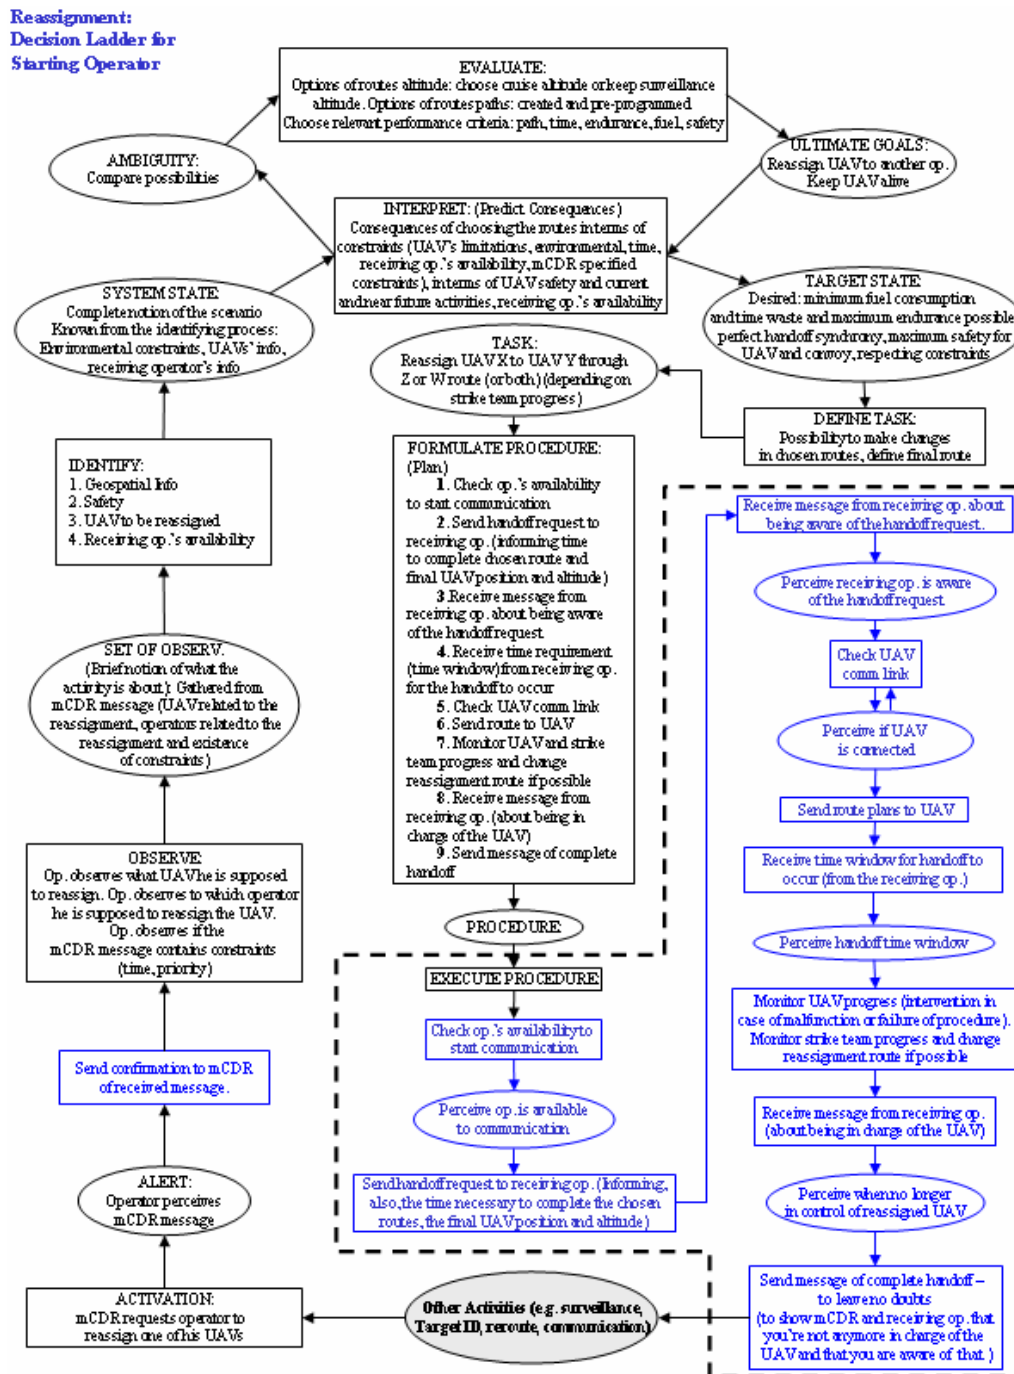 Reassignment:
Decision Ladder for
Starting Operator
EVALUATE:
Options of routes altitude: choose cruise altitude or keep surveillance
altitude. Options of routes paths: created and pre-programmed
Choose relevant performance criteria: path, time, endurance, fuel, safety
AMBIGUITY:
Compare possibilities
ULTIMATE GOALS:
Reassign UAV to another op.
Keep UAV alive
INTERPRET: (Predict Consequences)
Consequences of choosing the routes in terms of
constraints (UAV's limitations, environmental, time,
receiving op.'s availability, mCDR specified
constraints), in terms of UAV safety and current
and near future activities, receiving op.'s availability
SYSTEM STATE:
Complete notion of the scenario
Known from the identifying process:
Environmental constraints, UAVs' info,
receiving operator's info
TARGET STATE:
Desired: minimum fuel consumption
and time waste and maximum endurance possible
perfect handoff synchrony, maximum safety for
UAV and convoy, respecting constraints
TASK:
Reassign UAV X to UAV Y through
Z or W route (or both) (depending on
strike team progress)
DEFINE TASK:
Possibility to make changes
in chosen routes, define final route
IDENTIFY:
1. Geospatial Info
2. Safety
3. UAV to be reassigned
4. Receiving op.'s availability
FORMULATE PROCEDURE:
(Plan)
1. Check op.'s availability
to start communication
2. Send handoff request to
receiving op. (informing time
to complete chosen route and
final UAV position and altitude)
3. Receive message from
receiving op. about being aware
of the handoff request
4. Receive time requirement
(time window) from receiving op.
for the handoff to occur
5. Check UAV comm link
6. Send route to UAV
7. Monitor UAV and strike
team progress and change
reassignment route if possible
8. Receive message from
receiving op. (about being in
charge of the UAV)
9. Send message of complete
handoff
SET OF OBSERV.
(Brief notion of what the
activity is about): Gathered from
mCDR message (UAV related to the
reassignment, operators related to the
reassignment and existence
of constraints)
OBSERVE:
Op. observes what UAV he is supposed
to reassign. Op. observes to which operator
he is supposed to reassign the UAV.
Op. observes if the
mCDR message contains constraints
(time, priority)
Send confirmation to mCDR
of received message.
ALERT:
Operator perceives
mCDR message
ACTIVATION:
mCDR requests operator to
reassign one of his UAVs
PROCEDURE:
EXECUTE PROCEDURE:
Check op.'s availability to
start communication
Perceive op. is available
to communication
Send handoff request to receiving op. (Informing,
also, the time necessary to complete the chosen
routes, the final UAV position and altitude)
Receive message from receiving op. about
being aware of the handoff request.
Perceive receiving op. is aware
of the handoff request
Check UAV
comm link
Perceive if UAV
is connected
Send route plans to UAV
Receive time window for handoff to
occur (from the receiving op.)
Perceive handoff time window
Monitor UAV progress (intervention in
case of malfunction or failure of procedure).
Monitor strike team progress and change
reassignment route if possible
Receive message from receiving op.
(about being in charge of the UAV)
Perceive when no longer
in control of reassigned UAV
Send message of complete handoff –
to leave no doubts
(to show mCDR and receiving op. that
you're not anymore in charge of the
UAV and that you are aware of that.)
Other Activities (e.g. surveillance,
Target ID, reroute, communication)